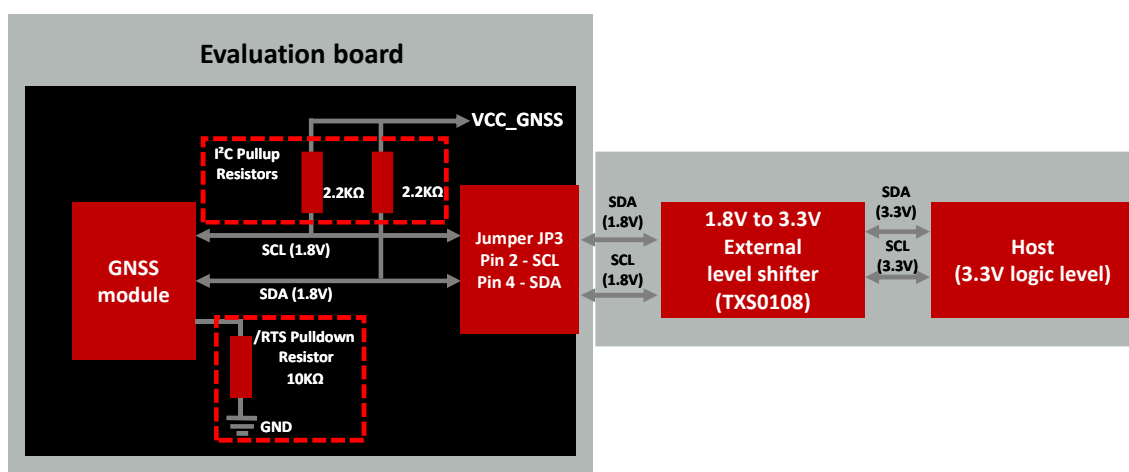 Evaluation board
VCC_GNSS
I²C Pullup
Resistors
2.2KΩ
2.2KΩ
SCL (1.8V)
SDA (1.8V)
GNSS
module
/RTS Pulldown
Resistor
10KΩ
GND
Jumper JP3
Pin 2 - SCL
Pin 4 - SDA
SDA
(1.8V)
SCL
(1.8V)
1.8V to 3.3V
External
level shifter
(TXS0108)
SDA
(3.3V)
SCL
(3.3V)
Host
(3.3V logic level)